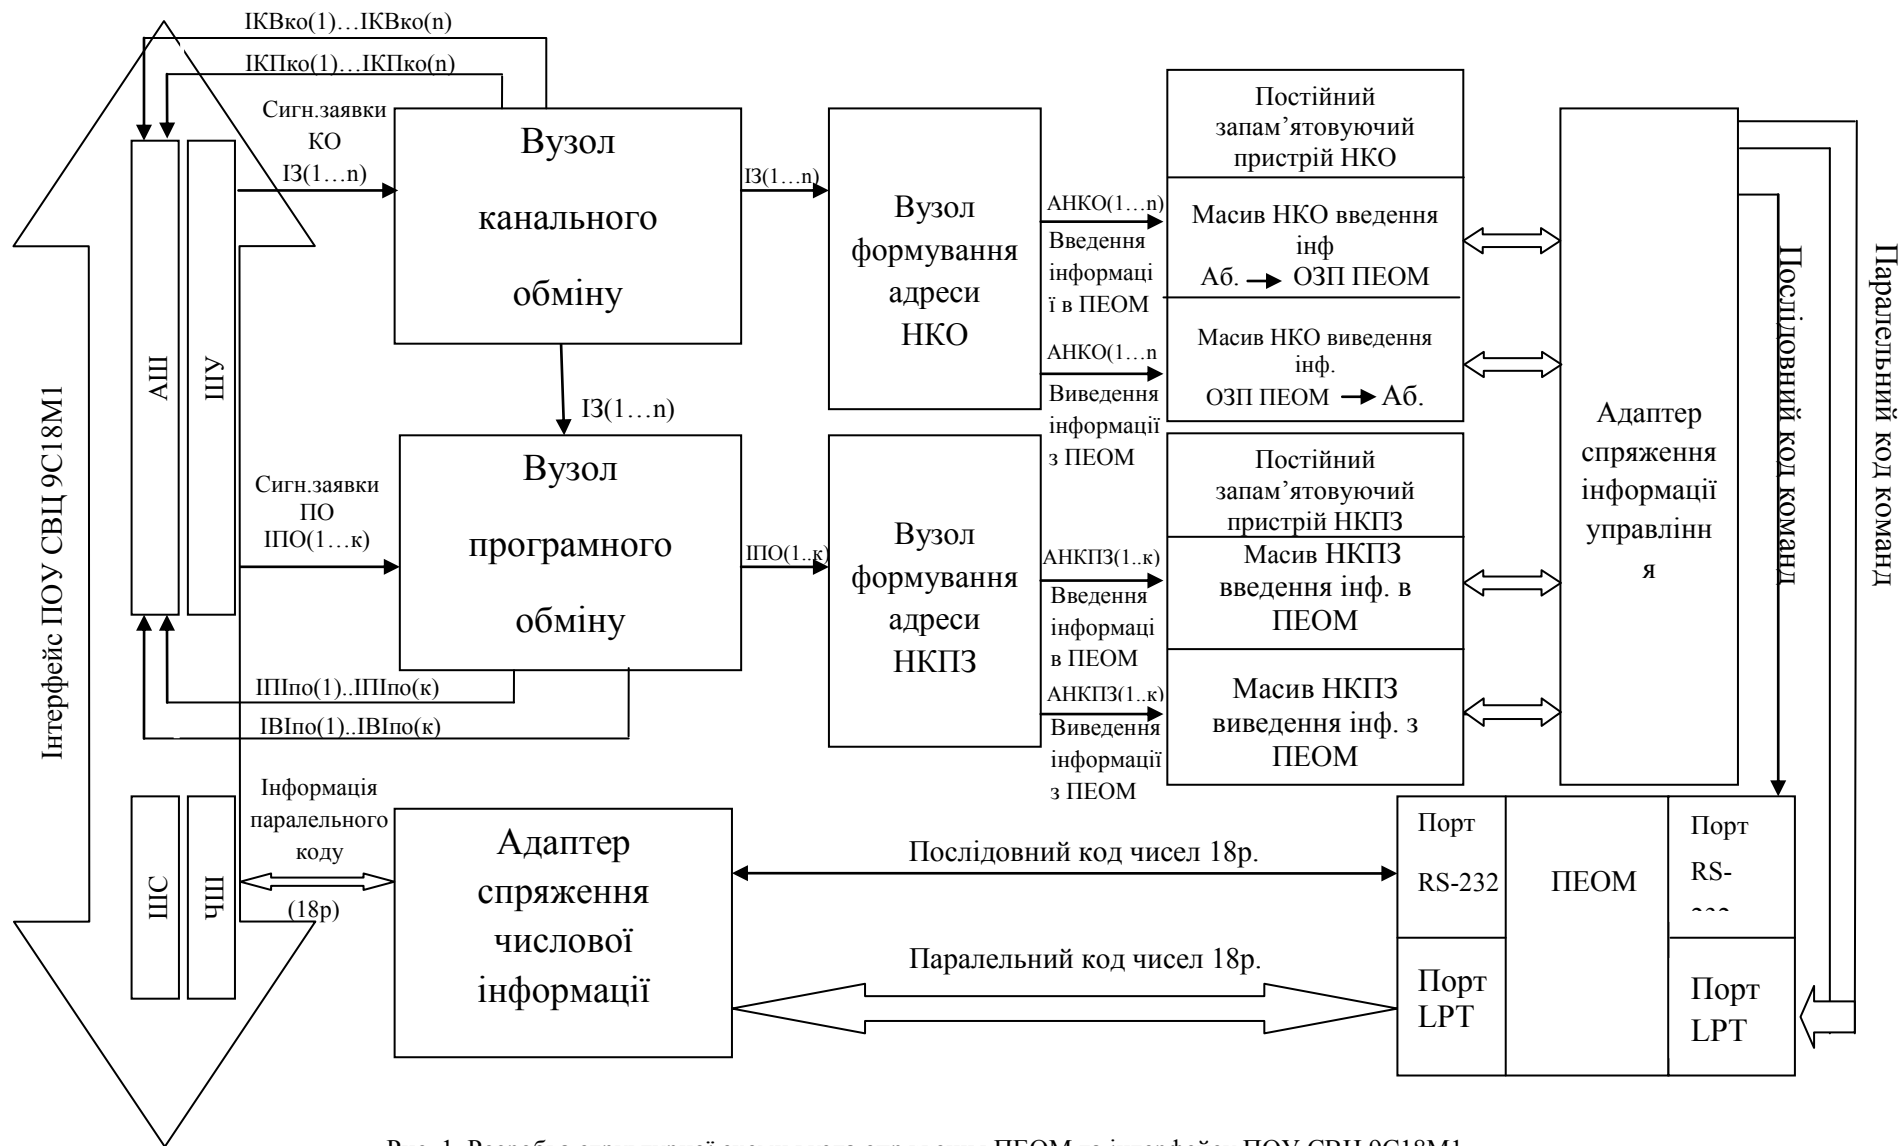 ІКВко(1)…ІКВко(n)
ІКПко(1)…ІКПко(n)
Сигн.заявки
КО
ІЗ(1…n)
Вузол
канального
обміну
ІЗ(1…n)
Вузол
формування
адреси
НКО
АНКО(1…n)
Введення
інформаці
ї в ПЕОМ
АНКО(1…n
Виведення
інформації
з ПЕОМ
Постійний
запам’ятовуючий
пристрій НКО
Масив НКО введення
інф
Аб. ОЗП ПЕОМ
Масив НКО виведення
інф.
ОЗП ПЕОМ Аб.
Адаптер
спряження
інформації
управлінн
я
Послідовний код команд
Паралельний код команд
Інтерфейс ПОУ СВЦ 9С18М1
АШ
ШУ
ІЗ(1…n)
Сигн.заявки
ПО
ІПО(1…к)
Вузол
програмного
обміну
ІПО(1..к)
Вузол
формування
адреси
НКПЗ
АНКПЗ(1..к)
Введення
інформаці
в ПЕОМ
АНКПЗ(1..к)
Виведення
інформації
з ПЕОМ
Постійний
запам’ятовуючий
пристрій НКПЗ
Масив НКПЗ
введення інф. в
ПЕОМ
Масив НКПЗ
виведення інф. з
ПЕОМ
ІПІпо(1)..ІПІпо(к)
ІВІпо(1)..ІВІпо(к)
ШС
ЧШ
Інформація
паралельного
коду
(18р)
Адаптер
спряження
числової
інформації
Послідовний код чисел 18р.
Паралельний код чисел 18р.
Порт
RS-232
ПЕОМ
Порт
RS-
Порт
LPT
Порт
LPT